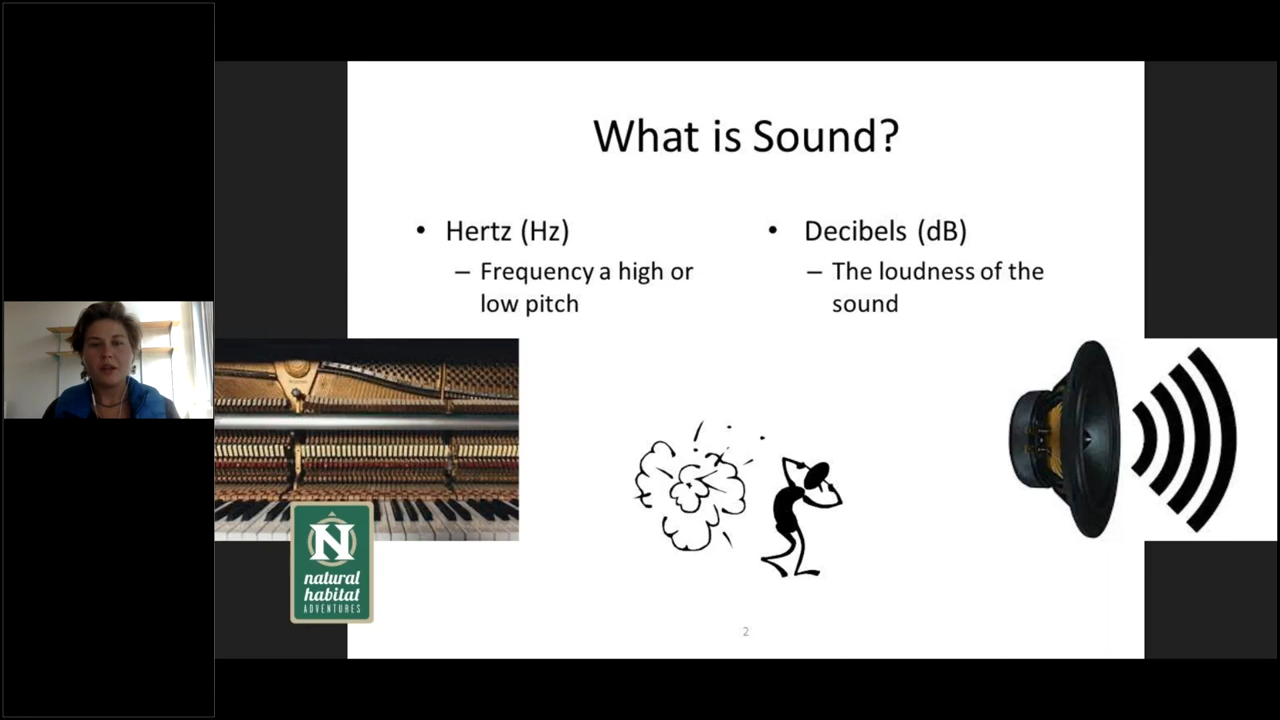 What is Sound?
• Hertz (Hz)
– Frequency a high or
low pitch
• Decibels (dB)
– The loudness of the
sound
N
natural
habitat
ADVENTURES
2